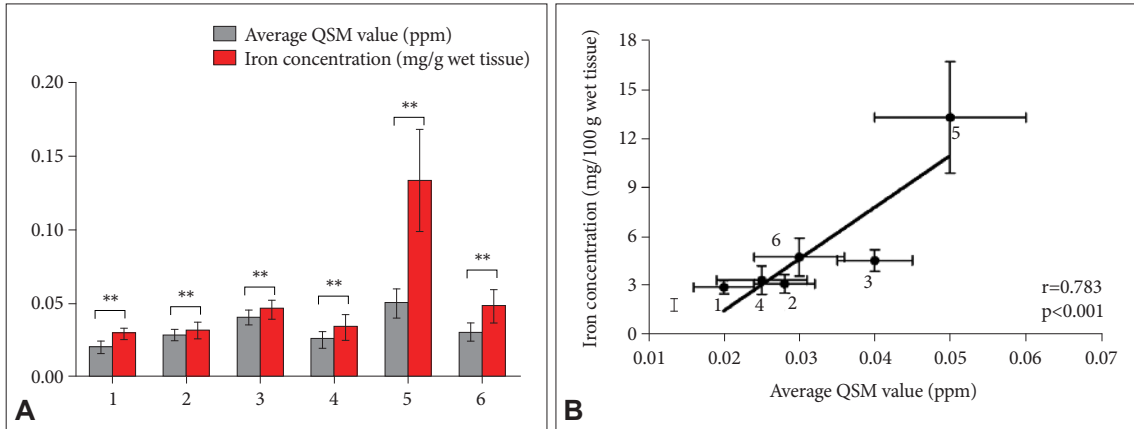 Average QSM value (ppm)
Iron concentration (mg/g wet tissue)
0.20
0.15
0.10
0.05
0.00
**
**
**
**
**
**
1 2 3 4 5 6
A
Iron concentration (mg/100 g wet tissue)
18
15
12
9
6
3
0
5
6
3
1
4
2
r=0.783
p<0.001
0.01 0.02 0.03 0.04 0.05 0.06 0.07
Average QSM value (ppm)
B